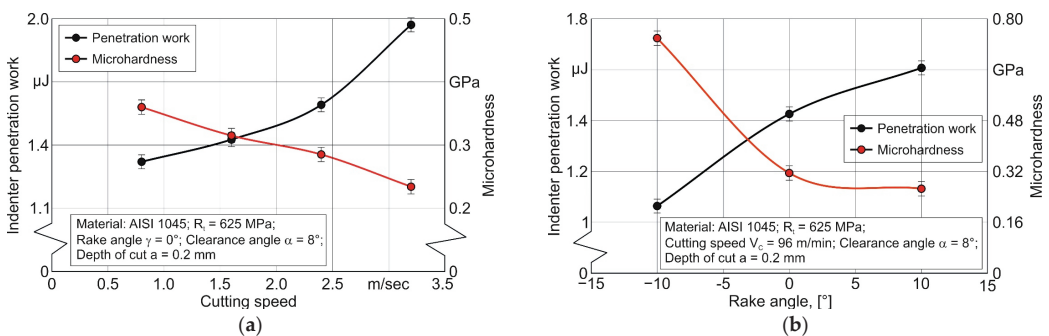 2.0
0.5
Penetration work
Microhardness
µJ
GPa
1.4
0.3
1.1
0.2
0
0
Indenter penetration work
Microhardness
Material: AISI 1045; Rt = 625 MPa;
Rake angle γ = 0°; Clearance angle α = 8°;
Depth of cut a = 0.2 mm
0 0.5 1.0 1.5 2.0 2.5 m/sec 3.5
Cutting speed
(a)
1.8
0.80
µJ
GPa
1.4
0.48
1.2
0.32
1
0.16
0
0
Indenter penetration work
Microhardness
Penetration work
Microhardness
Material: AISI 1045; Rt = 625 MPa;
Cutting speed VC = 96 m/min; Clearance angle α = 8°;
Depth of cut a = 0.2 mm
−15 −10 −5 0 5 10 15
Rake angle, [°]
(b)